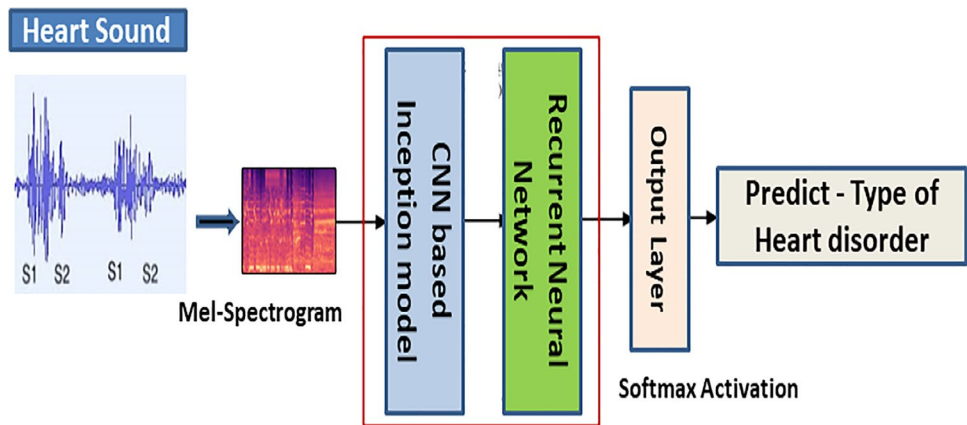 Heart Sound
S1 S2 S1 S2
Mel-Spectrogram
CNN based
Inception model
Recurrent Neural
Network
Output Layer
Softmax Activation
Predict - Type of
Heart disorder